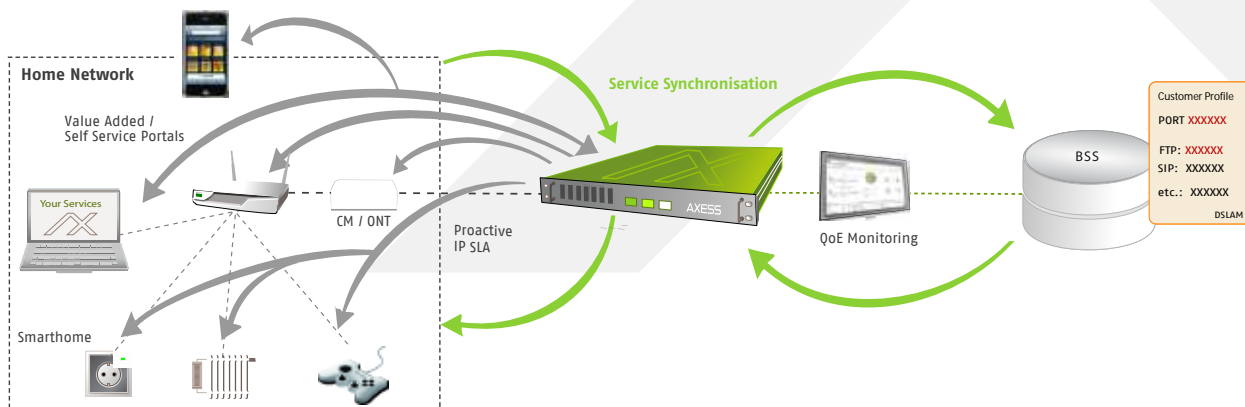 Home Network
Value Added /
Self Service Portals
Your Services
CM / ONT
Smarthome
Proactive
IP SLA
Service Synchronisation
AXESS
QoE Monitoring
BSS
Customer Profile
PORT XXXXXX
FTP: XXXXXX
SIP: XXXXXX
etc.: XXXXXX
DSLAM